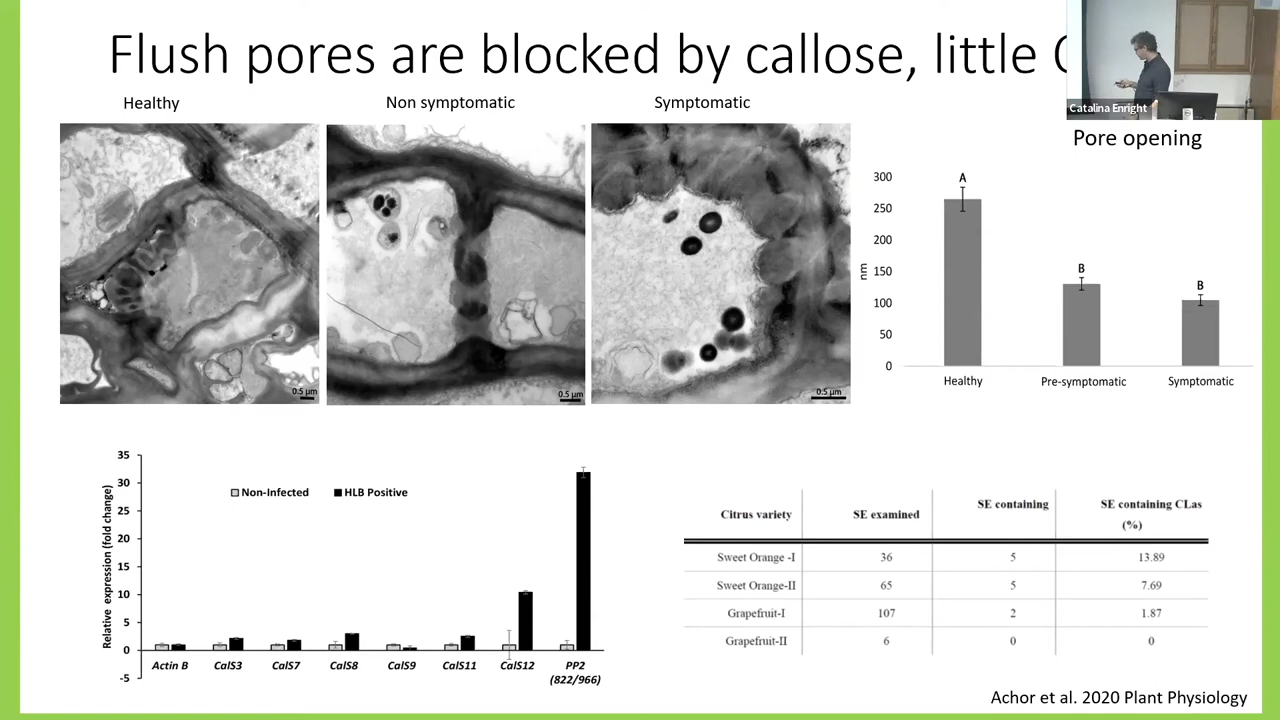 Flush pores are blocked by callose, little
Catalina Enright
Healthy
Non symptomatic
Symptomatic
0.5 µm
0.5 µm
0.5 µm
Pore opening
300
250
200
150
100
50
0
nm
A
B
B
Healthy
Pre-symptomatic
Symptomatic
Relative expression (fold change)
35
30
25
20
15
10
5
0
-5
Non-Infected
HLB Positive
Actin B
CalS3
CalS7
CalS8
CalS9
CalS11
CalS12
PP2
(822/966)
Citrus variety SE examined SE containing SE containing CLas
(%)
Sweet Orange -I 36 5 13.89
Sweet Orange-II 65 5 7.69
Grapefruit-I 107 2 1.87
Grapefruit-II 6 0 0
Achor et al. 2020 Plant Physiology